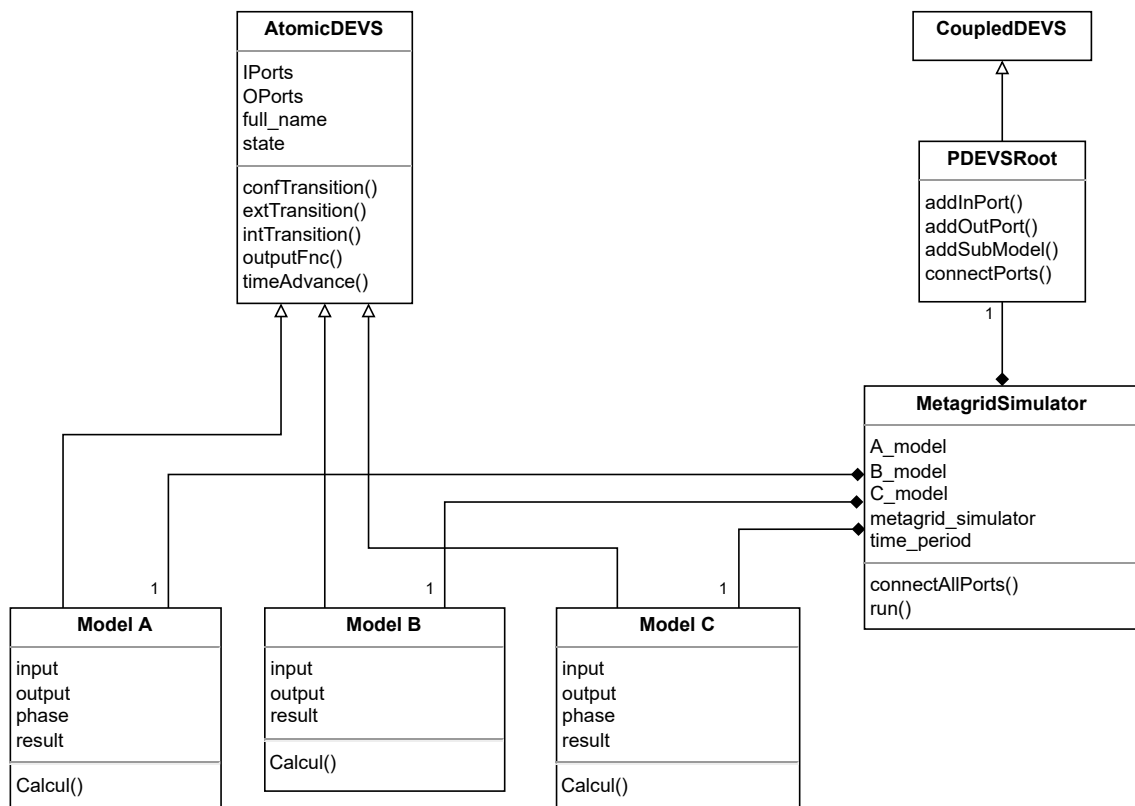 AtomicDEVS
IPorts
OPorts
full_name
state
confTransition()
extTransition()
intTransition()
outputFnc()
timeAdvance()
CoupledDEVS
PDEVSRoot
addInPort()
addOutPort()
addSubModel()
connectPorts()
1
MetagridSimulator
A_model
B_model
C_model
metagrid_simulator
time_period
connectAllPorts()
run()
1
Model A
input
output
phase
result
Calcul()
1
Model B
input
output
result
Calcul()
1
Model C
input
output
phase
result
Calcul()